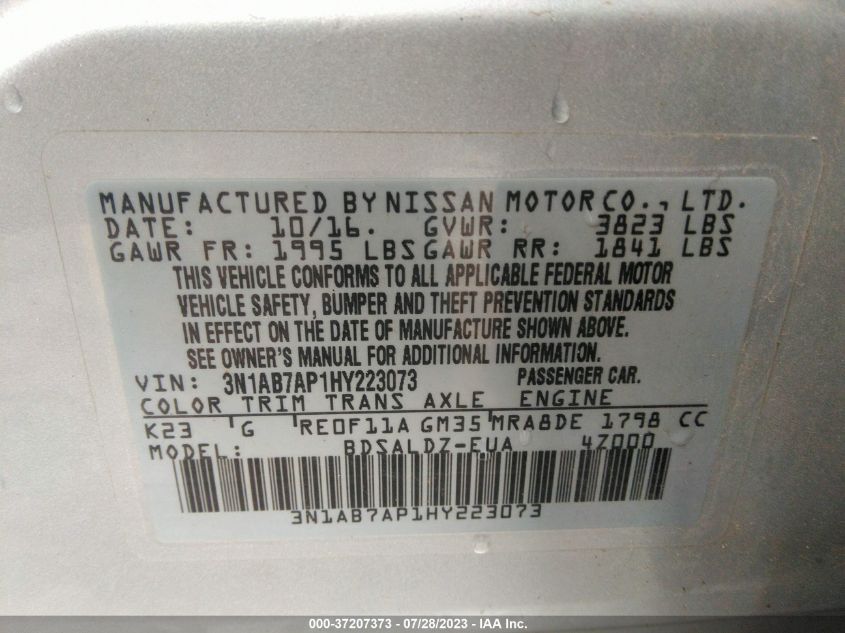 MANUFACTURED BY NISSAN MOTOR CO., LTD.
DATE: 10/16. GVWR: 3823 LBS
GAWR FR: 1995 LBS GAWR RR: 1841 LBS
THIS VEHICLE CONFORMS TO ALL APPLICABLE FEDERAL MOTOR
VEHICLE SAFETY, BUMPER AND THEFT PREVENTION STANDARDS
IN EFFECT ON THE DATE OF MANUFACTURE SHOWN ABOVE.
SEE OWNER'S MANUAL FOR ADDITIONAL INFORMATION.
VIN: 3N1AB7AP1HY223073 PASSENGER CAR.
COLOR TRIM TRANS AXLE ENGINE
K23 G RE0F11A GM35 MRA8DE 1798 CC
MODEL: BDSALDZ-EUA 4Z000
3N1AB7AP1HY223073
000-37207373 - 07/28/2023 - IAA Inc.